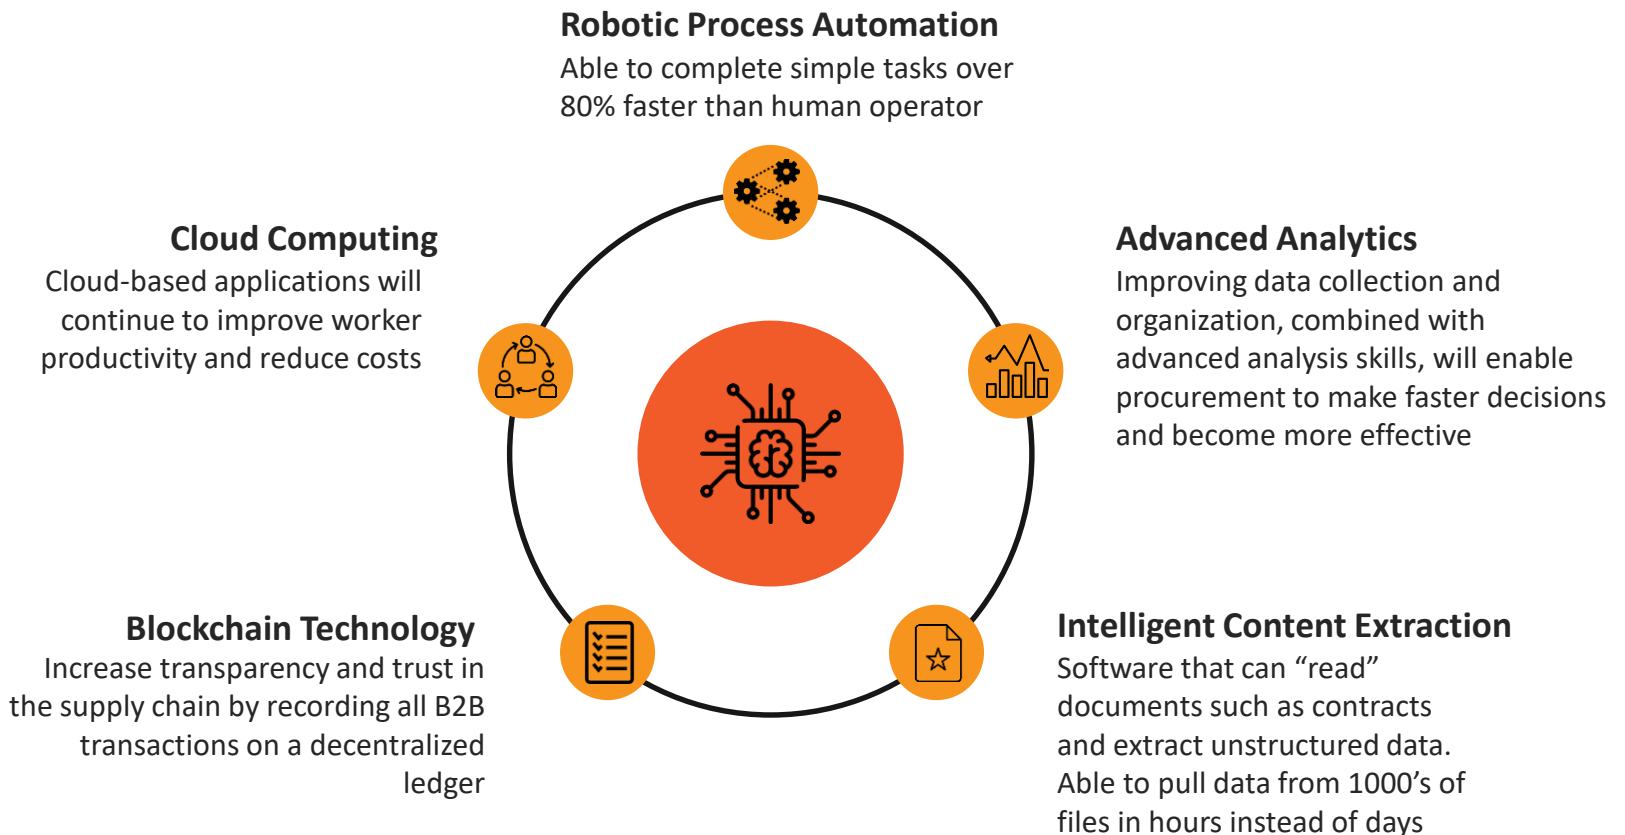 Robotic Process Automation
Able to complete simple tasks over
80% faster than human operator
Cloud Computing
Cloud-based applications will
continue to improve worker
productivity and reduce costs
Advanced Analytics
Improving data collection and
organization, combined with
advanced analysis skills, will enable
procurement to make faster decisions
and become more effective
Blockchain Technology
Increase transparency and trust in
the supply chain by recording all B2B
transactions on a decentralized
ledger
Intelligent Content Extraction
Software that can “read”
documents such as contracts
and extract unstructured data.
Able to pull data from 1000’s of
files in hours instead of days